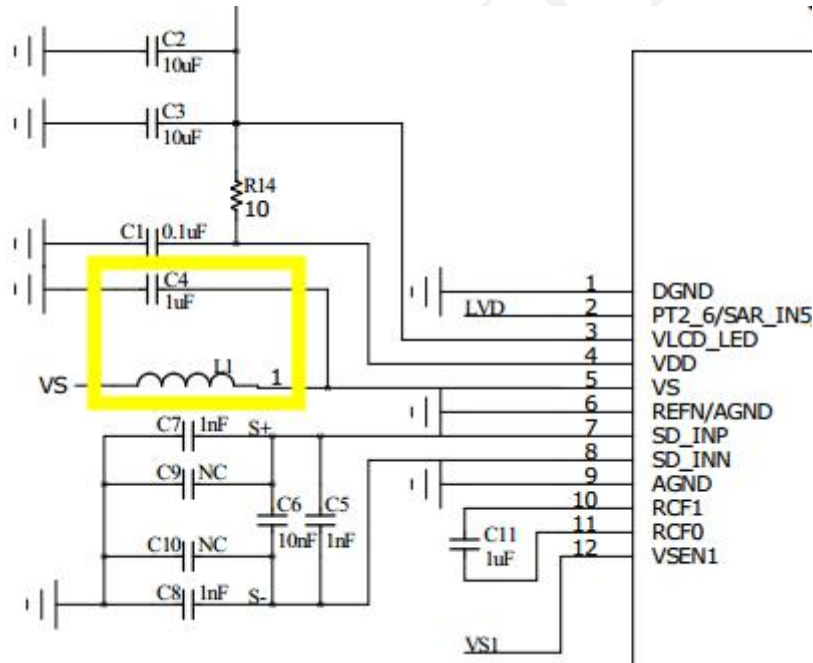 C2
10uF
C3
10uF
R14
10
C1 0.1uF
C4
1uF
L1
VS
1
C7 1nF S+
C9 NC
C6
10nF
C5
1nF
C10 NC
C8 1nF S-
LVD
C11
1uF
VS1
1 DGND
2 PT2_6/SAR_IN5
3 VLCD_LED
4 VDD
5 VS
6 REFN/AGND
7 SD_INP
8 SD_INN
9 AGND
10 RCF1
11 RCF0
12 VSEN1